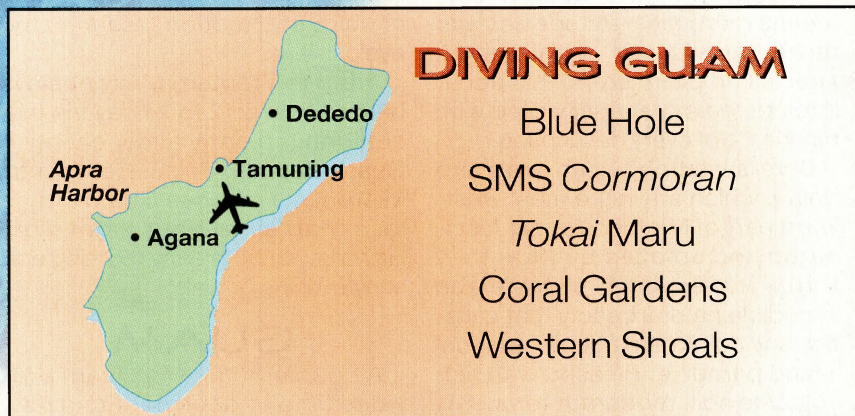 DIVING GUAM
Blue Hole
SMS Cormoran
Tokai Maru
Coral Gardens
Western Shoals
Dededo
Tamuning
Apra
Harbor
Agana